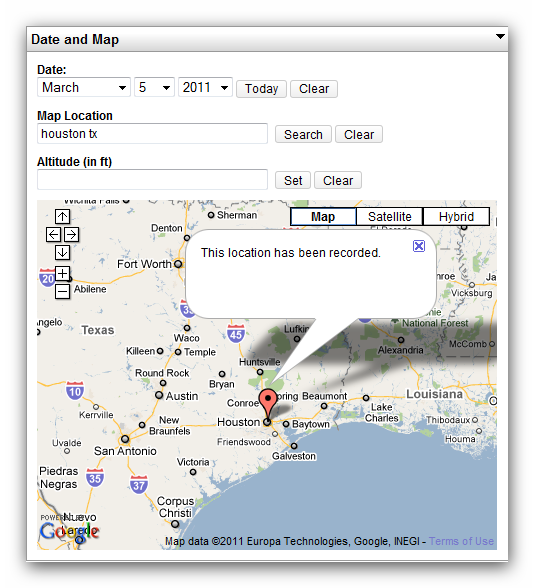 Date and Map
Date:
March 5 2011 Today Clear
Map Location
houston tx Search Clear
Altitude (in ft)
Set Clear
Wichita Falls
Sherman
Map Satellite Hybrid
Denton
This location has been recorded.
Fort Worth
20
Abilene
Vicksburg
National Forest
Angelo
Texas
Waco
45
Lufkin
McComb
Killeen
Temple
Huntsville
Alexandria
Round Rock
Bryan
10
Austin
Conroe
Spring
Beaumont
Lake
Charles
Louisiana
Kerrville
New
Braunfels
Houston
Baytown
Thibodaux
Uvalde
Friendswood
Houma
San Antonio
Galveston
Piedras
Negras
35
37
Victoria
Corpus
Christi
POWERED BY
Google
Nuevo
Laredo
Map data ©2011 Europa Technologies, Google, INEGI - Terms of Use